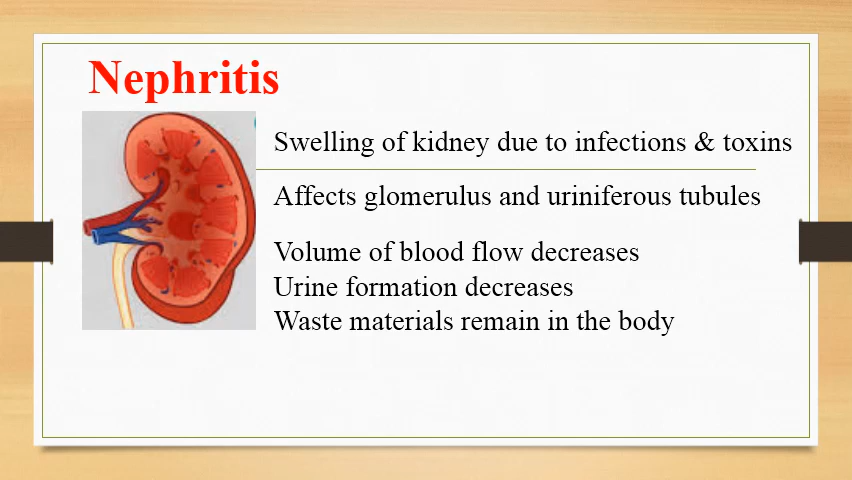 Nephritis
Swelling of kidney due to infections & toxins
Affects glomerulus and uriniferous tubules
Volume of blood flow decreases
Urine formation decreases
Waste materials remain in the body